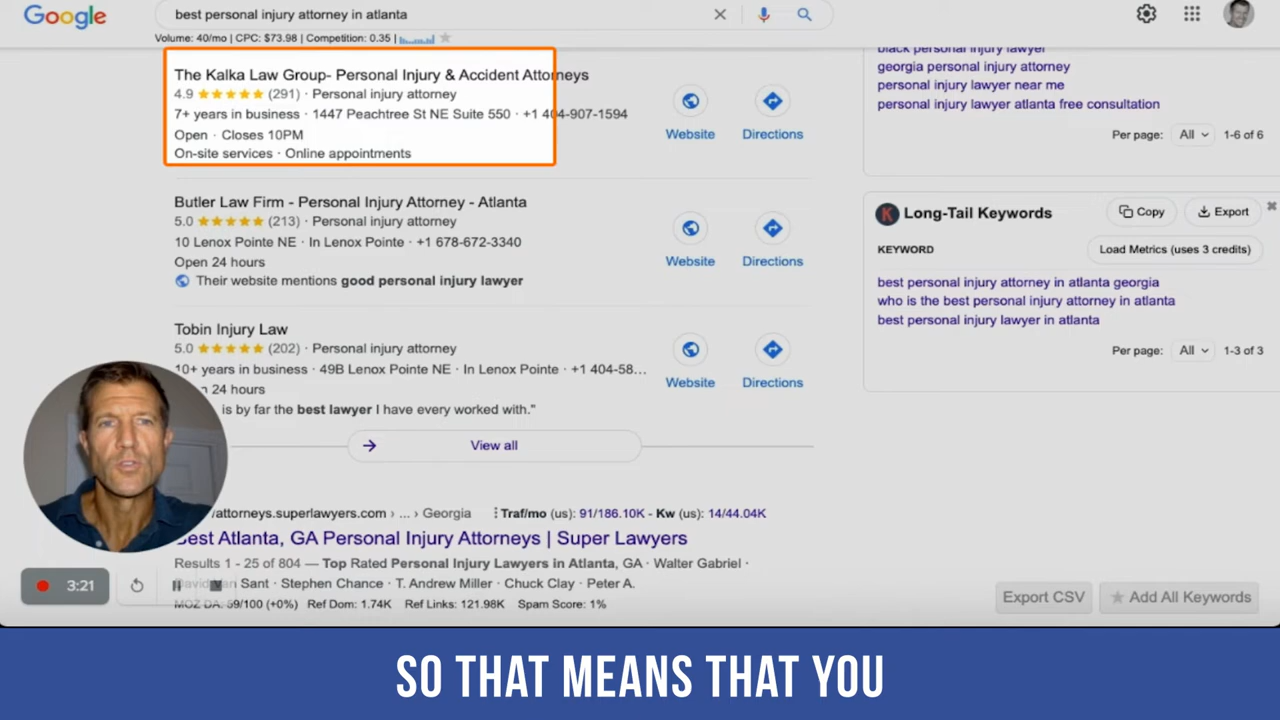 Google
best personal injury attorney in atlanta
Volume: 40/mo | CPC: $73.98 | Competition: 0.35 |
The Kalka Law Group- Personal Injury & Accident Attorneys
4.9 (291) · Personal injury attorney
7+ years in business · 1447 Peachtree St NE Suite 550 · +1 404-907-1594
Open · Closes 10PM
On-site services · Online appointments
Website
Directions
Butler Law Firm - Personal Injury Attorney - Atlanta
5.0 (213) · Personal injury attorney
10 Lenox Pointe NE · In Lenox Pointe · +1 678-672-3340
Open 24 hours
Their website mentions good personal injury lawyer
Website
Directions
Tobin Injury Law
5.0 (202) · Personal injury attorney
10+ years in business · 49B Lenox Pointe NE · In Lenox Pointe · +1 404-58...
24 hours
is by far the best lawyer I have every worked with."
Website
Directions
View all
/attorneys.superlawyers.com › ... › Georgia
Traf/mo (us): 91/186.10K - Kw (us): 14/44.04K
Best Atlanta, GA Personal Injury Attorneys | Super Lawyers
Results 1 - 25 of 804 — Top Rated Personal Injury Lawyers in Atlanta, GA · Walter Gabriel ·
Sant · Stephen Chance · T. Andrew Miller · Chuck Clay · Peter A.
MOZ DA: 59/100 (+0%) Ref Dom: 1.74K Ref Links: 121.98K Spam Score: 1%
black personal injury lawyer
georgia personal injury attorney
personal injury lawyer near me
personal injury lawyer atlanta free consultation
Per page: All 1-6 of 6
K Long-Tail Keywords
Copy
Export
KEYWORD
Load Metrics (uses 3 credits)
best personal injury attorney in atlanta georgia
who is the best personal injury attorney in atlanta
best personal injury lawyer in atlanta
Per page: All 1-3 of 3
Export CSV
Add All Keywords
3:21
SO THAT MEANS THAT YOU